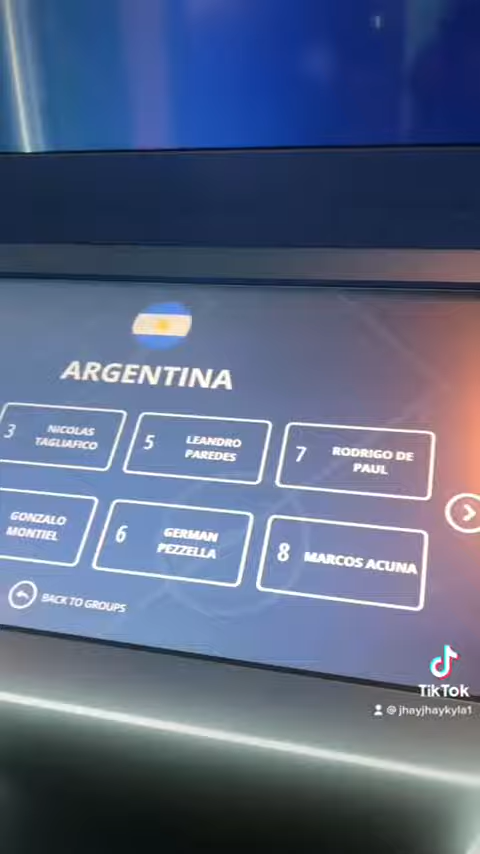 ARGENTINA
3 NICOLAS TAGLIAFICO
5 LEANDRO PAREDES
7 RODRIGO DE PAUL
GONZALO MONTIEL
6 GERMAN PEZZELLA
8 MARCOS ACUNA
BACK TO GROUPS
TikTok
@jhayjhaykyla1